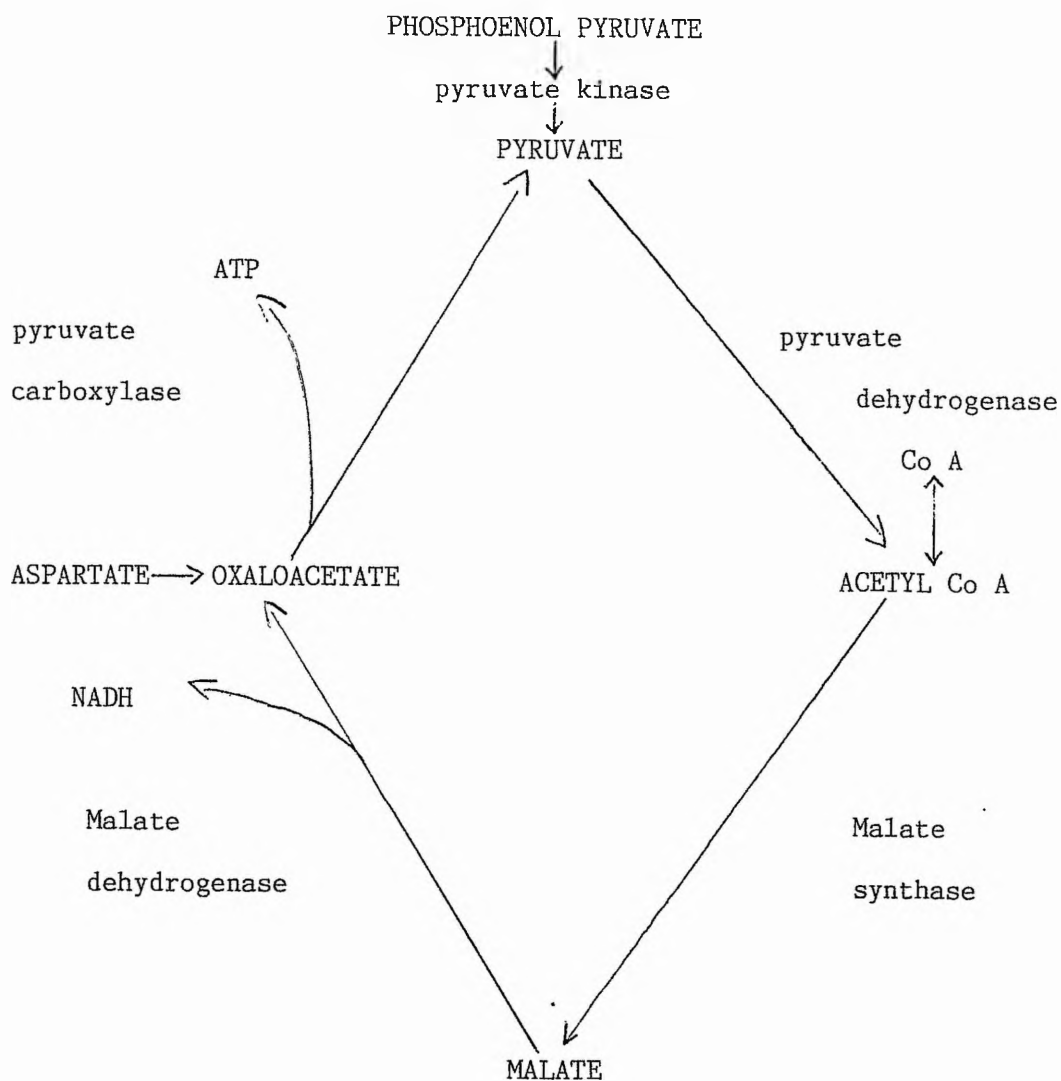 PHOSPHOENOL PYRUVATE
pyruvate kinase
PYRUVATE
ATP
pyruvate
carboxylase
pyruvate
dehydrogenase
Co A
ASPARTATE
OXALOACETATE
ACETYL Co A
NADH
Malate
dehydrogenase
Malate
synthase
MALATE